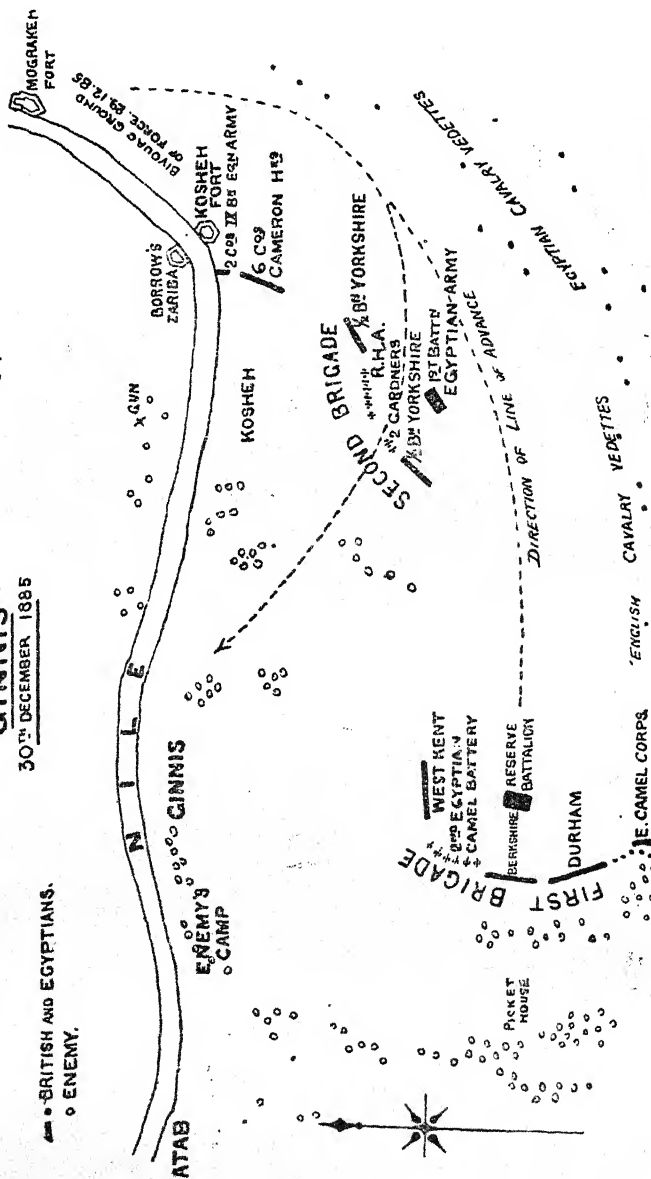 GINNIS
30TH DECEMBER 1885
BRITISH AND EGYPTIANS.
ENEMY.
MOGRAKEH
FORT
BIVOUAC GROUND
OF FORCE. 29.12.85
KOSHEH
FORT
2 COS IX BN EGN ARMY
6 COS
CAMERON HRS
BORROW'S
ZARIBA
GUN
KOSHEH
NILE
GINNIS
ENEMY'S
CAMP
ATAB
SECOND BRIGADE
½ BN YORKSHIRE
R.H.A.
2 GARDNERS
½ BN YORKSHIRE
1ST BATTN
EGYPTIAN-ARMY
DIRECTION OF LINE OF ADVANCE
EGYPTIAN CAVALRY VEDETTES
ENGLISH CAVALRY VEDETTES
FIRST BRIGADE
WEST KENT
2ND EGYPTIAN
CAMEL BATTERY
BERKSHIRE
RESERVE
BATTALION
DURHAM
E. CAMEL CORPS.
PICKET
HOUSE